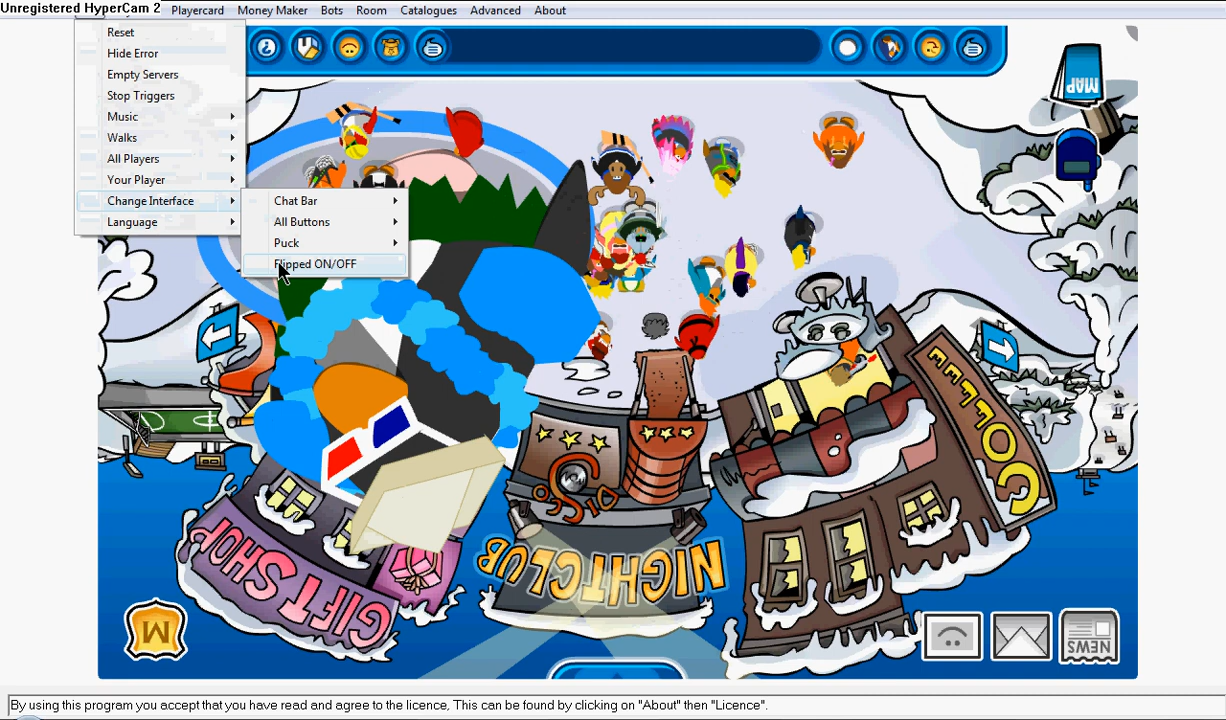 Unregistered HyperCam 2
Playercard Money Maker Bots Room Catalogues Advanced About
Reset
Hide Error
Empty Servers
Stop Triggers
Music
Walks
All Players
Your Player
Change Interface
Language
Chat Bar
All Buttons
Puck
Flipped ON/OFF
MAP
COFFEE
DISCO
NIGHTCLUB
GIFT SHOP
M
NEWS
By using this program you accept that you have read and agree to the licence, This can be found by clicking on "About" then "Licence".